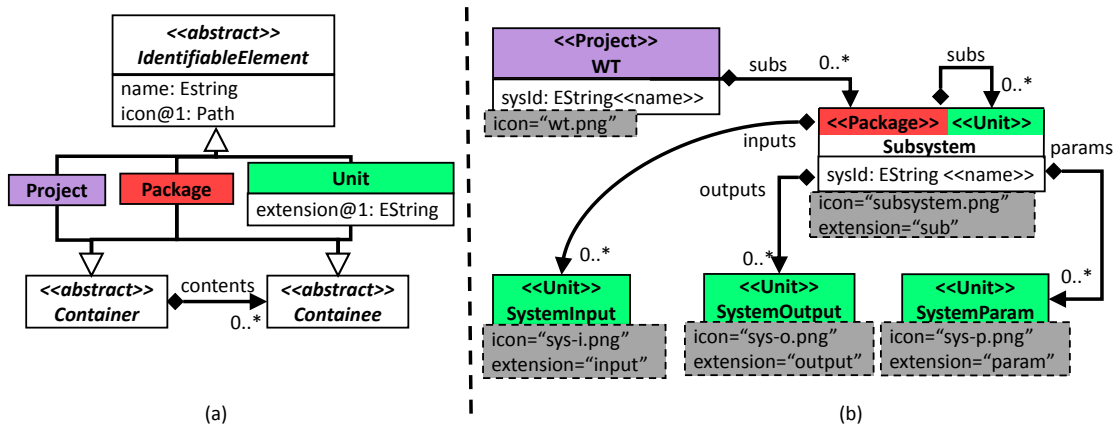 <<abstract>>
IdentifiableElement
name: Estring
icon@1: Path
Project
Package
Unit
extension@1: EString
<<abstract>>
Container
contents
0..*
<<abstract>>
Containee
(a)
<<Project>>
WT
sysId: EString<<name>>
icon="wt.png"
subs
0..*
subs
0..*
<<Package>>
<<Unit>>
Subsystem
sysId: EString <<name>>
icon="subsystem.png"
extension="sub"
inputs
outputs
params
0..*
0..*
0..*
<<Unit>>
SystemInput
icon="sys-i.png"
extension="input"
<<Unit>>
SystemOutput
icon="sys-o.png"
extension="output"
<<Unit>>
SystemParam
icon="sys-p.png"
extension="param"
(b)